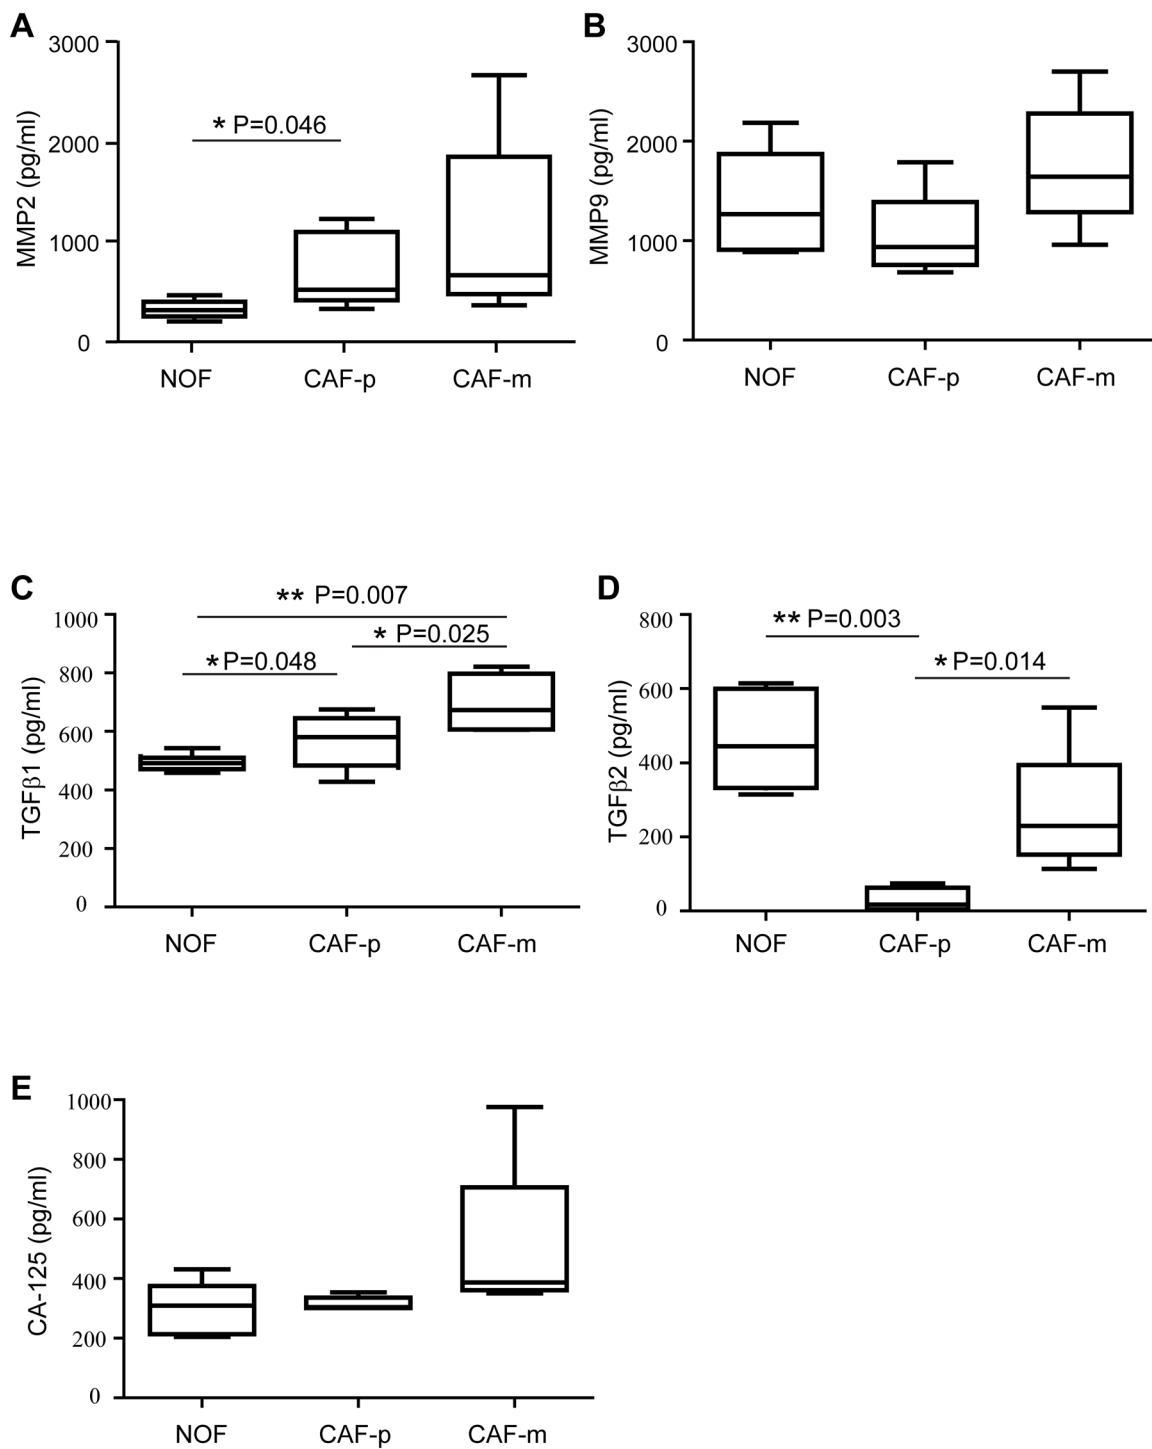 A
MMP2 (pg/ml)
3000
2000
1000
0
* P=0.046
NOF CAF-p CAF-m
B
MMP9 (pg/ml)
3000
2000
1000
0
NOF CAF-p CAF-m
C
TGFβ1 (pg/ml)
1000
800
600
400
200
0
** P=0.007
* P=0.025
* P=0.048
NOF CAF-p CAF-m
D
TGFβ2 (pg/ml)
800
600
400
200
0
** P=0.003
* P=0.014
NOF CAF-p CAF-m
E
CA-125 (pg/ml)
1000
800
600
400
200
0
NOF CAF-p CAF-m